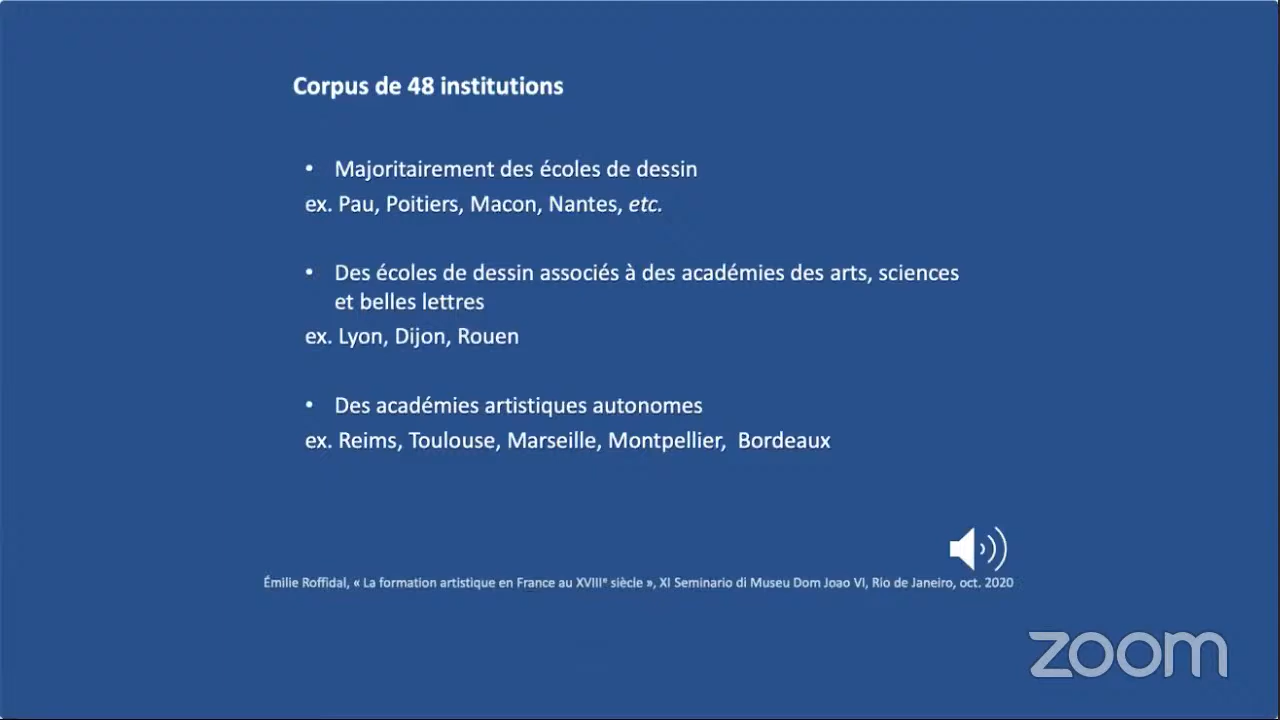 Corpus de 48 institutions
• Majoritairement des écoles de dessin
ex. Pau, Poitiers, Macon, Nantes, etc.
• Des écoles de dessin associés à des académies des arts, sciences
et belles lettres
ex. Lyon, Dijon, Rouen
• Des académies artistiques autonomes
ex. Reims, Toulouse, Marseille, Montpellier, Bordeaux
Émilie Roffidal, « La formation artistique en France au XVIIIe siècle », XI Seminario di Museu Dom Joao VI, Rio de Janeiro, oct. 2020
zoom